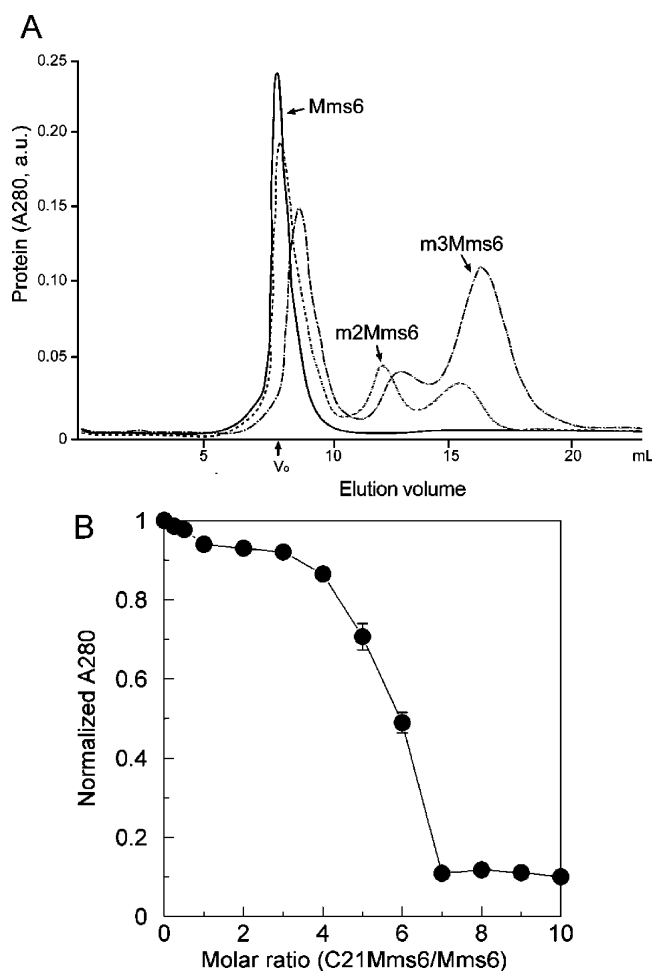 A
0.25
0.20
0.15
0.10
0.05
0
Protein (A280, a.u.)
Mms6
m2Mms6
m3Mms6
5
10
15
20
mL
Vo
Elution volume
B
1
0.8
0.6
0.4
0.2
0
Normalized A280
0 2 4 6 8 10
Molar ratio (C21Mms6/Mms6)